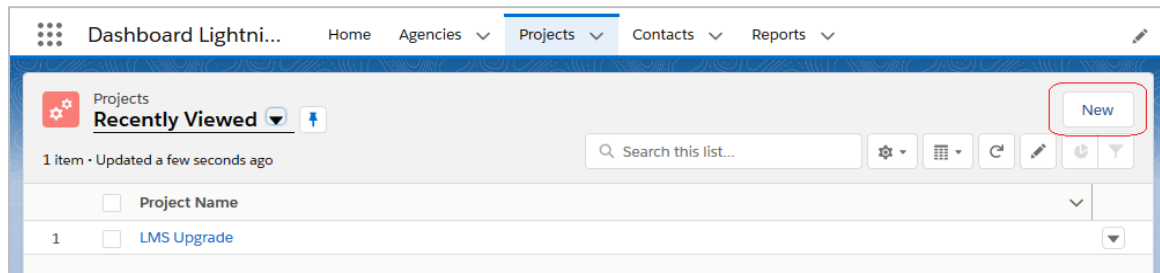 Dashboard Lightni... Home Agencies Projects Contacts Reports
Projects
Recently Viewed
New
1 item • Updated a few seconds ago
Search this list...
Project Name
1 LMS Upgrade